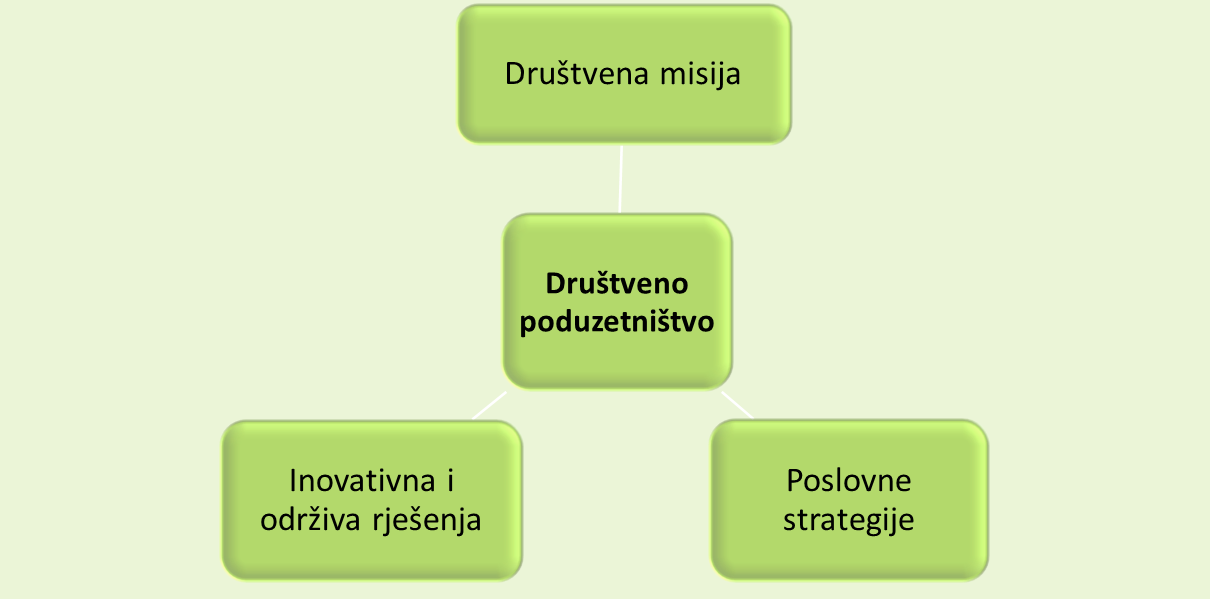 Društvena misija
Društveno
poduzetništvo
Inovativna i
održiva rješenja
Poslovne
strategije